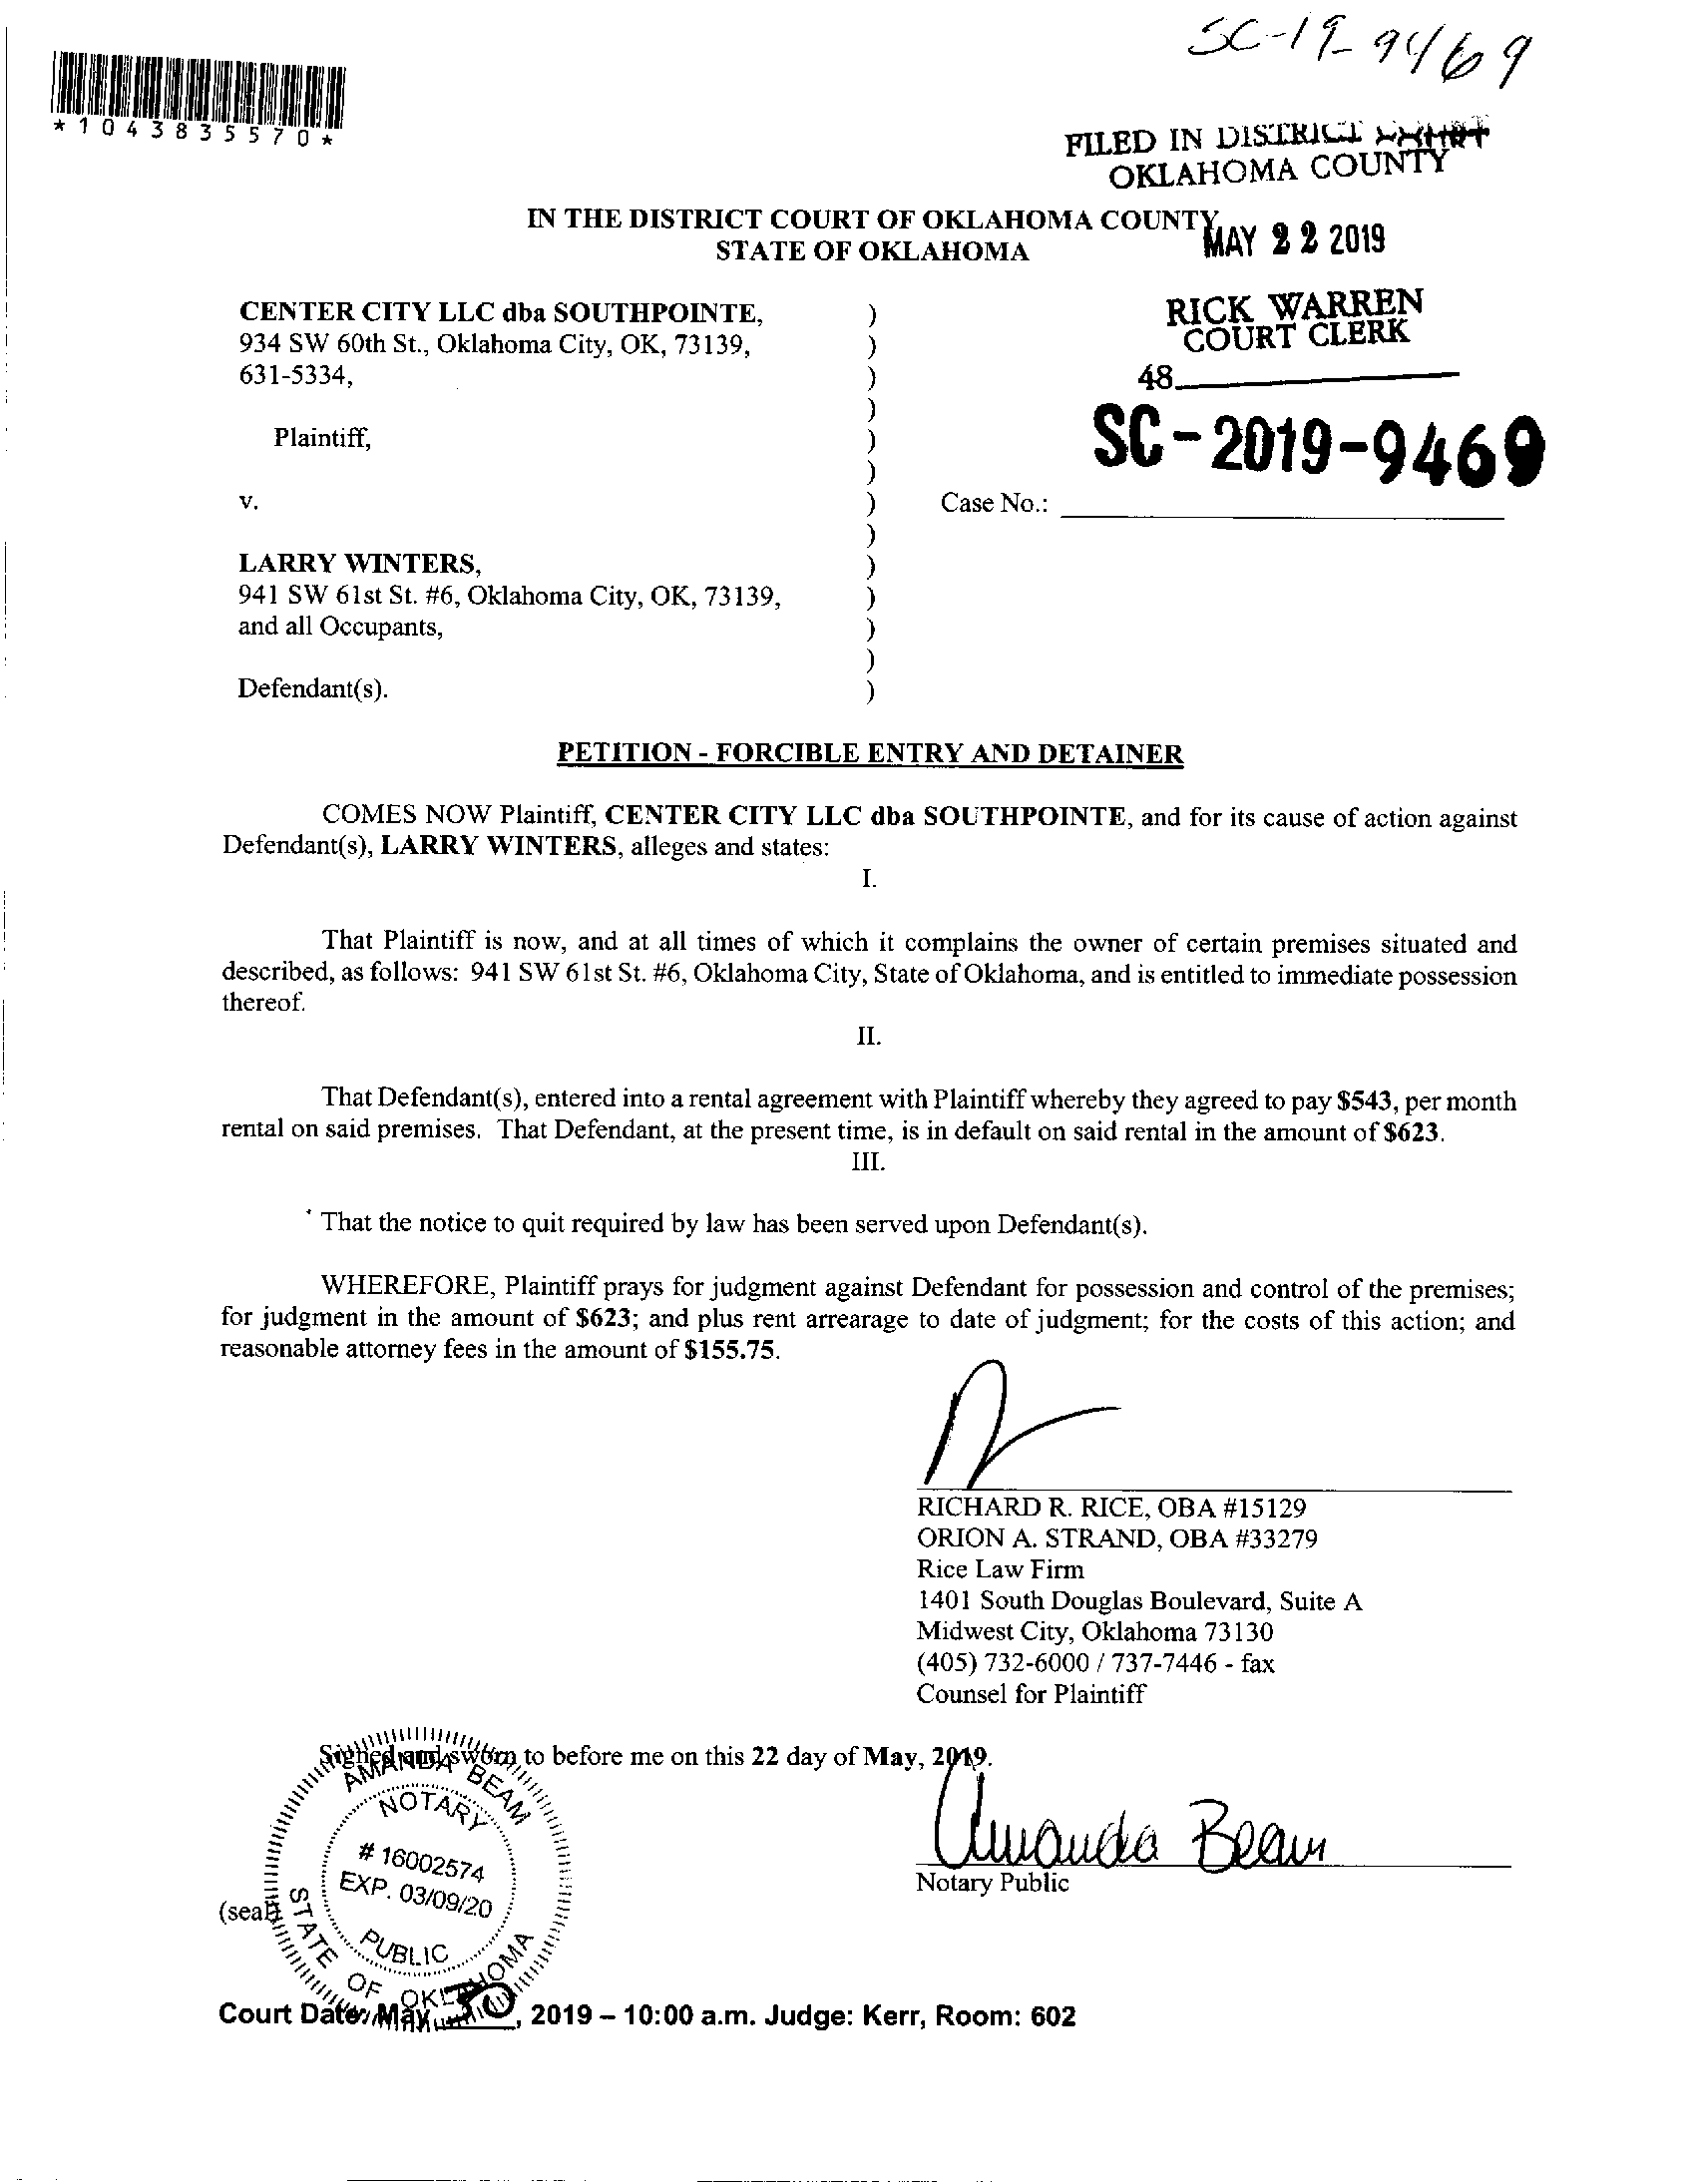 SC-19-9469
*1043835570*
FILED IN DISTRICT COURT
OKLAHOMA COUNTY
IN THE DISTRICT COURT OF OKLAHOMA COUNTY
STATE OF OKLAHOMA
MAY 22 2019
CENTER CITY LLC dba SOUTHPOINTE,
934 SW 60th St., Oklahoma City, OK, 73139,
631-5334,
RICK WARREN
COURT CLERK
48
Plaintiff,
SC-2019-9469
v.
Case No.:
LARRY WINTERS,
941 SW 61st St. #6, Oklahoma City, OK, 73139,
and all Occupants,
Defendant(s).
)
)
)
)
)
)
)
)
)
)
)
)
)
PETITION - FORCIBLE ENTRY AND DETAINER
COMES NOW Plaintiff, CENTER CITY LLC dba SOUTHPOINTE, and for its cause of action against
Defendant(s), LARRY WINTERS, alleges and states:
I.
That Plaintiff is now, and at all times of which it complains the owner of certain premises situated and
described, as follows: 941 SW 61st St. #6, Oklahoma City, State of Oklahoma, and is entitled to immediate possession
thereof.
II.
That Defendant(s), entered into a rental agreement with Plaintiff whereby they agreed to pay $543, per month
rental on said premises. That Defendant, at the present time, is in default on said rental in the amount of $623.
III.
That the notice to quit required by law has been served upon Defendant(s).
WHEREFORE, Plaintiff prays for judgment against Defendant for possession and control of the premises;
for judgment in the amount of $623; and plus rent arrearage to date of judgment; for the costs of this action; and
reasonable attorney fees in the amount of $155.75.
RICHARD R. RICE, OBA #15129
ORION A. STRAND, OBA #33279
Rice Law Firm
1401 South Douglas Boulevard, Suite A
Midwest City, Oklahoma 73130
(405) 732-6000 / 737-7446 - fax
Counsel for Plaintiff
Signed and sworn to before me on this 22 day of May, 2019.
AMANDA BEAM
NOTARY
# 16002574
EXP. 03/09/20
PUBLIC
STATE OF OKLAHOMA
Amanda Beam
Notary Public
(seal)
Court Date: May 30, 2019 – 10:00 a.m. Judge: Kerr, Room: 602